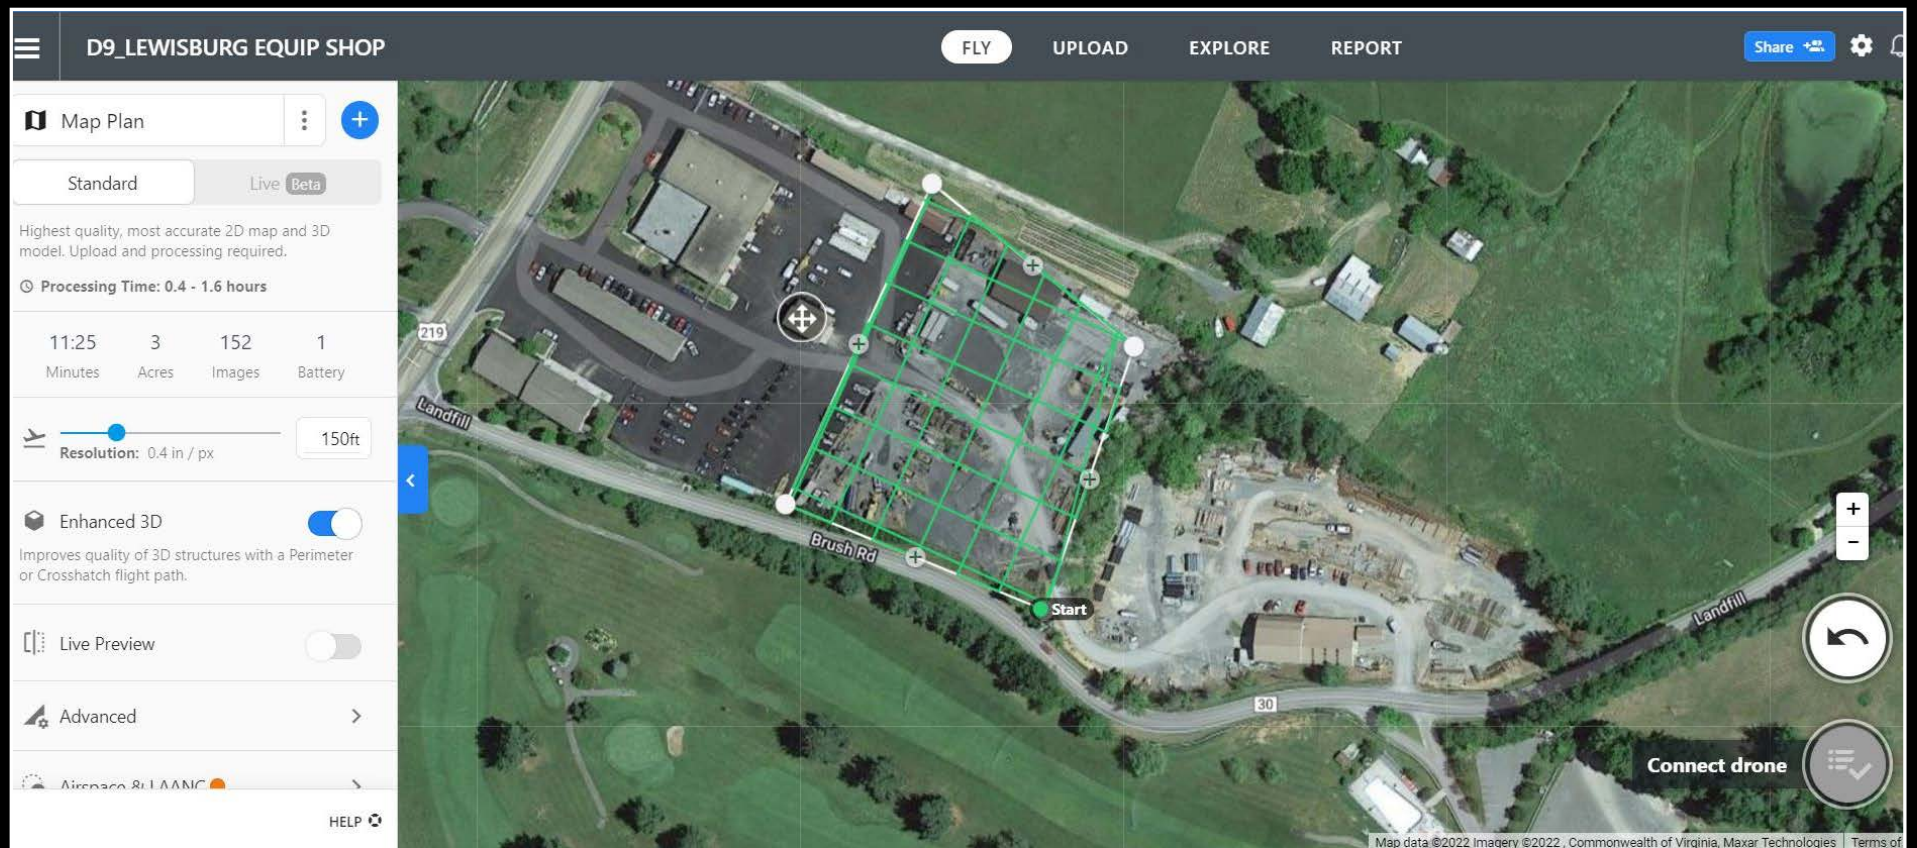 D9_LEWISBURG EQUIP SHOP
FLY
UPLOAD
EXPLORE
REPORT
Share
Map Plan
Standard
Live Beta
Highest quality, most accurate 2D map and 3D
model. Upload and processing required.
Processing Time: 0.4 - 1.6 hours
11:25 3 152 1
Minutes Acres Images Battery
150ft
Resolution: 0.4 in / px
Enhanced 3D
Improves quality of 3D structures with a Perimeter
or Crosshatch flight path.
Live Preview
Advanced
Airspace & LAANC
HELP
219
Landfill
Brush Rd
Start
30
Landfill
+
-
Connect drone
Map data ©2022 Imagery ©2022 , Commonwealth of Virginia, Maxar Technologies
Terms of